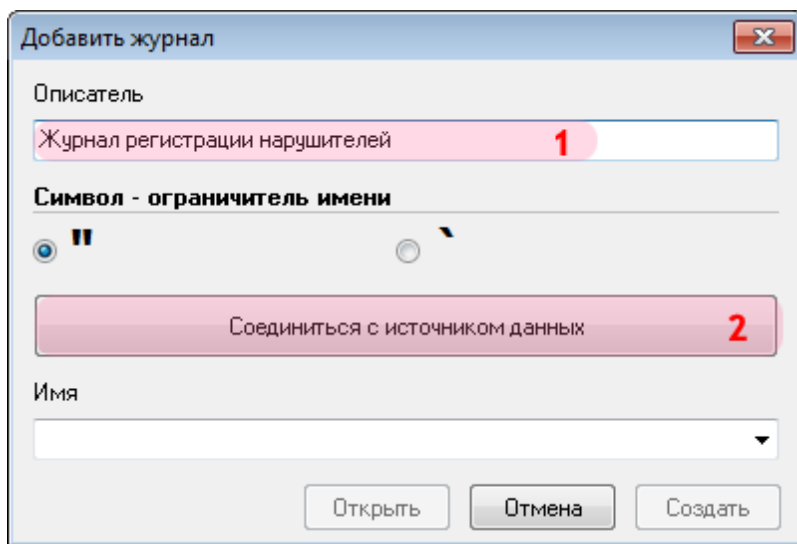 Добавить журнал
Описатель
Журнал регистрации нарушителей 1
Символ - ограничитель имени
" `
Соединиться с источником данных 2
Имя
Открыть Отмена Создать